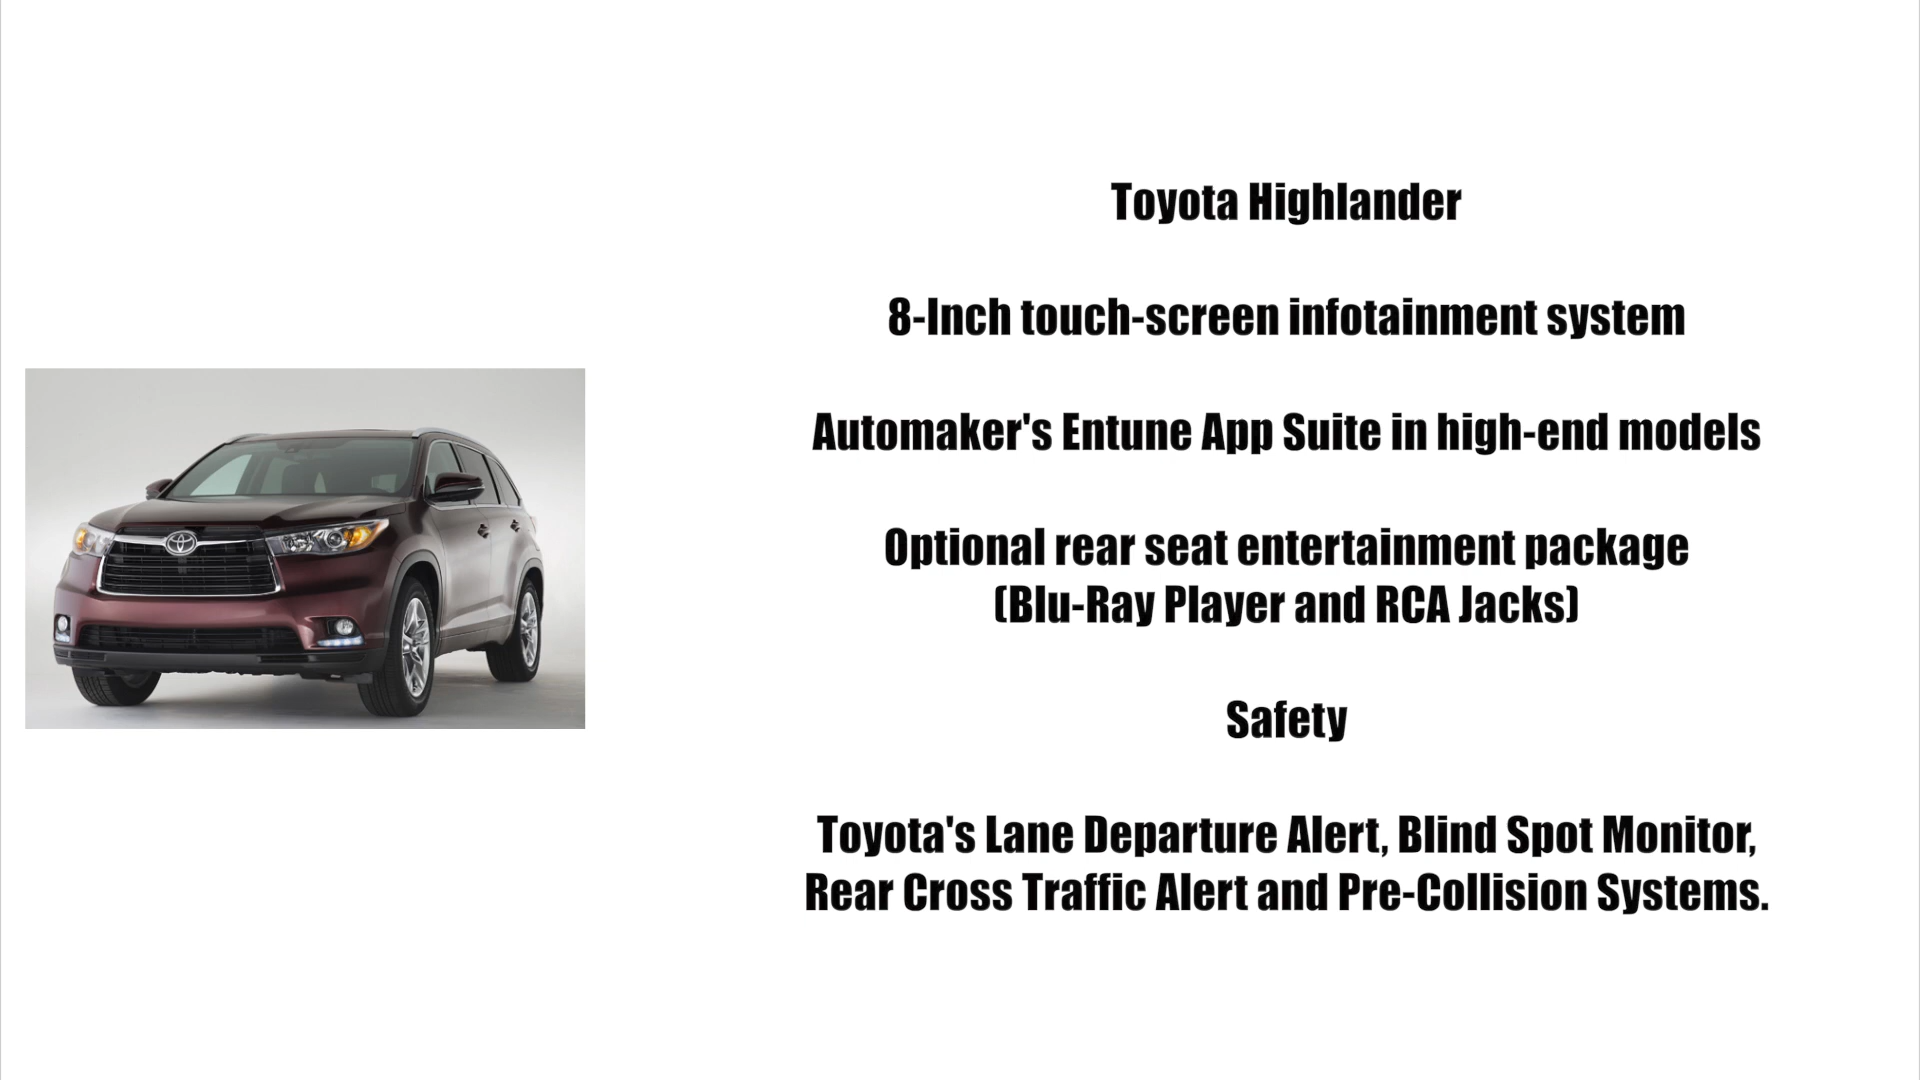 Toyota Highlander
8-Inch touch-screen infotainment system
Automaker's Entune App Suite in high-end models
Optional rear seat entertainment package
(Blu-Ray Player and RCA Jacks)
Safety
Toyota's Lane Departure Alert, Blind Spot Monitor,
Rear Cross Traffic Alert and Pre-Collision Systems.